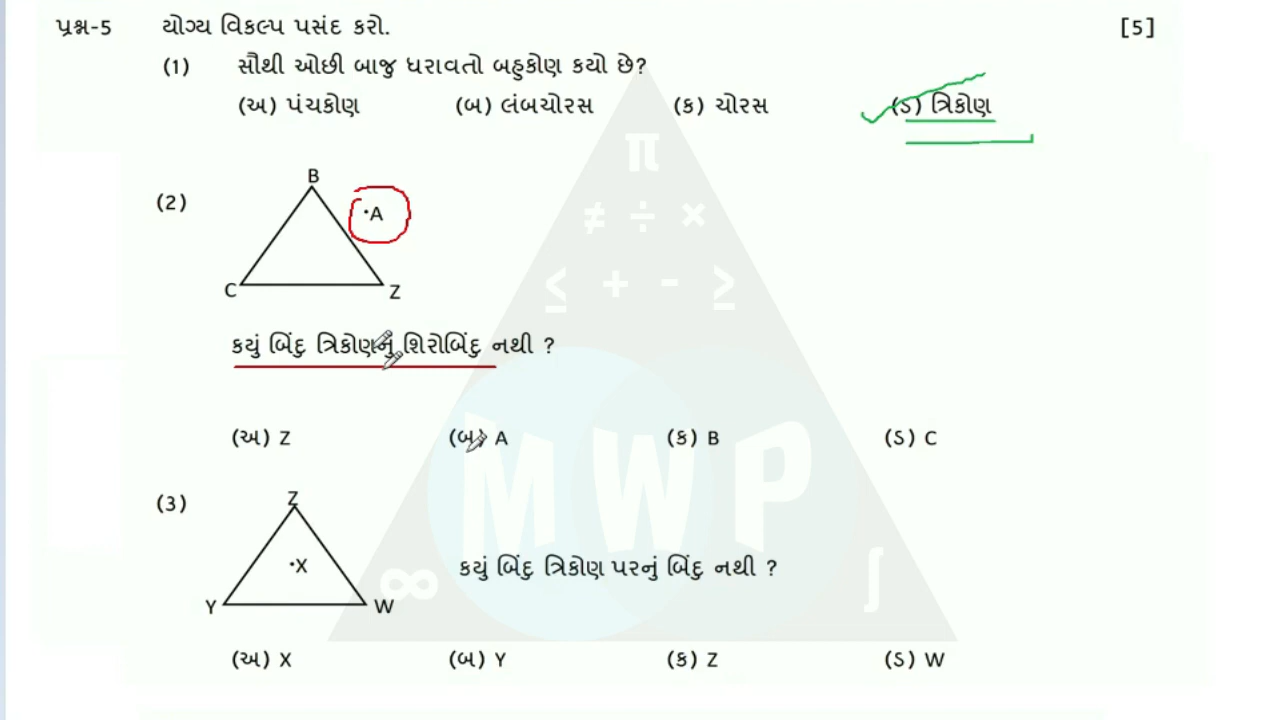 પ્રશ્ન-5 યોગ્ય વિકલ્પ પસંદ કરો. [5]
(1) સૌથી ઓછી બાજુ ધરાવતો બહુકોણ કયો છે?
(અ) પંચકોણ (બ) લંબચોરસ (ક) ચોરસ (ડ) ત્રિકોણ
π
B
(2) •A
≠ ÷ ×
C Z
≤ + - ≥
કયું બિંદુ ત્રિકોણનું શિરોબિંદુ નથી ?
(અ) Z (બ) A (ક) B (ડ) C
MWP
(3) Z
•X કયું બિંદુ ત્રિકોણ પરનું બિંદુ નથી ?
∞ ∫
Y W
(અ) X (બ) Y (ક) Z (ડ) W